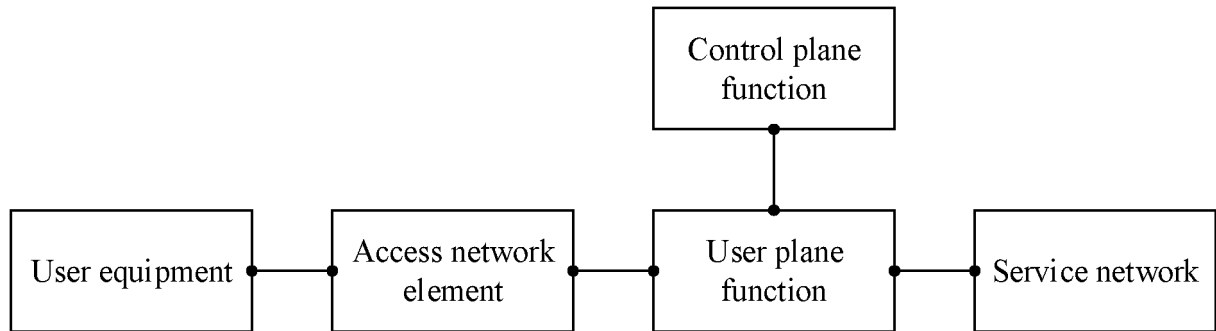 Control plane
function
User equipment
Access network
element
User plane
function
Service network